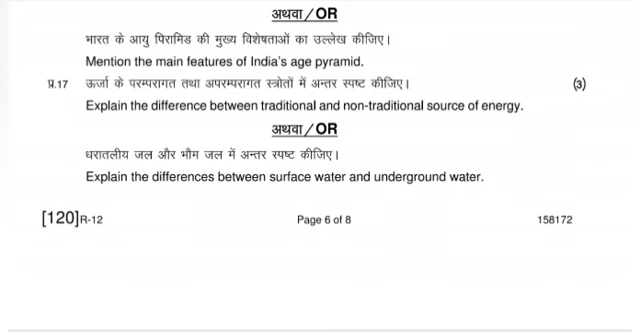 अथवा/OR
भारत के आयु पिरामिड की मुख्य विशेषताओं का उल्लेख कीजिए।
Mention the main features of India's age pyramid.
प्र.17 ऊर्जा के परम्परागत तथा अपरम्परागत स्त्रोतों में अन्तर स्पष्ट कीजिए। (3)
Explain the difference between traditional and non-traditional source of energy.
अथवा/OR
धरातलीय जल और भौम जल में अन्तर स्पष्ट कीजिए।
Explain the differences between surface water and underground water.
[120]R-12 Page 6 of 8 158172